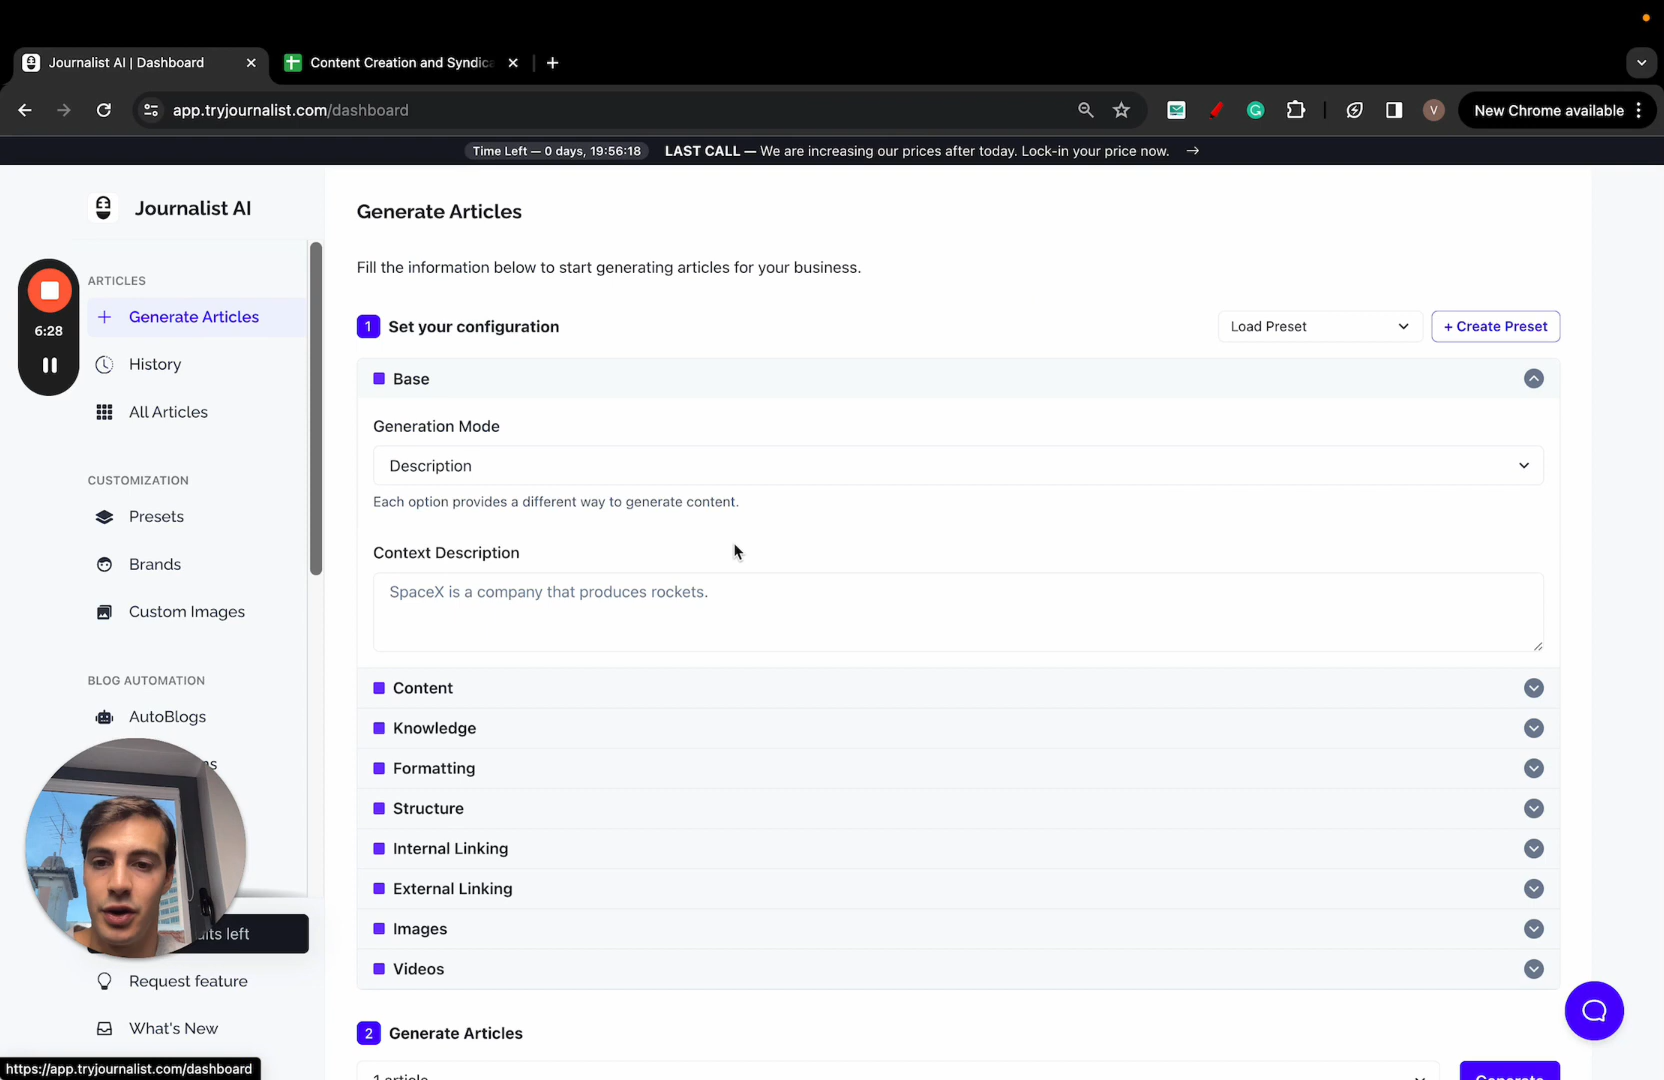 Journalist AI | Dashboard
Content Creation and Syndica
app.tryjournalist.com/dashboard
V
New Chrome available
Time Left — 0 days, 19:56:18
LAST CALL — We are increasing our prices after today. Lock-in your price now. →
Journalist AI
ARTICLES
Generate Articles
History
All Articles
CUSTOMIZATION
Presets
Brands
Custom Images
BLOG AUTOMATION
AutoBlogs
6:28
left
Request feature
What's New
https://app.tryjournalist.com/dashboard
Generate Articles
Fill the information below to start generating articles for your business.
1 Set your configuration
Load Preset
+ Create Preset
Base
Generation Mode
Description
Each option provides a different way to generate content.
Context Description
SpaceX is a company that produces rockets.
Content
Knowledge
Formatting
Structure
Internal Linking
External Linking
Images
Videos
2 Generate Articles
1 article
Generate